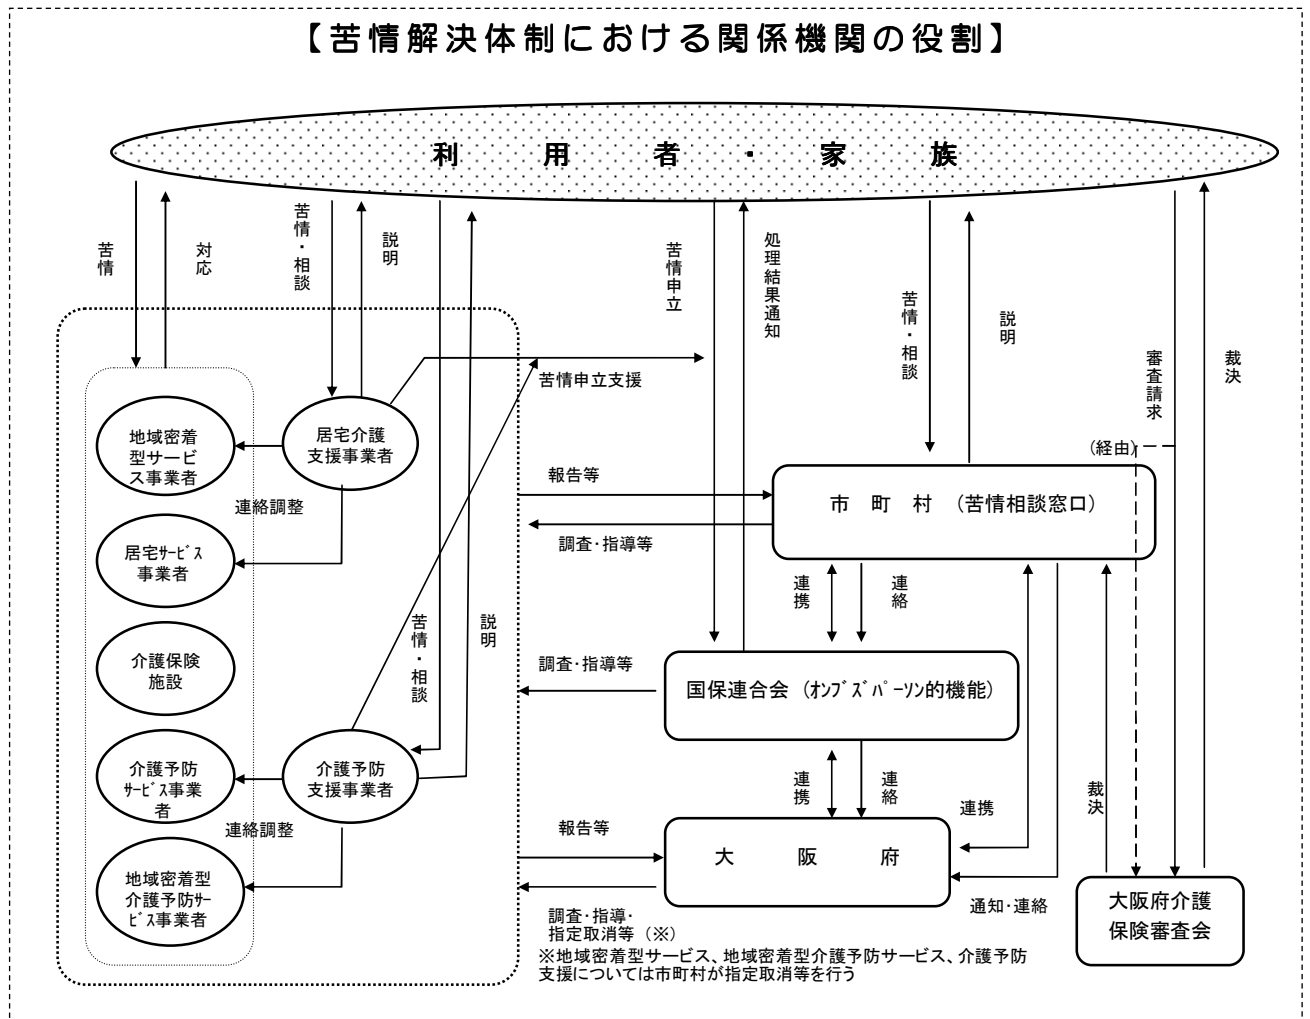 【苦情解決体制における関係機関の役割】
利用者・家族
苦情
対応
苦情・相談
説明
苦情申立
処理結果通知
苦情・相談
説明
審査請求
裁決
苦情申立支援
地域密着
型サービ
ス事業者
居宅介護
支援事業者
連絡調整
居宅ｻｰﾋﾞｽ
事業者
介護保険
施設
苦情・相談
説明
介護予防
ｻｰﾋﾞｽ事業
者
介護予防
支援事業者
連絡調整
地域密着型
介護予防ｻｰ
ﾋﾞｽ事業者
報告等
調査・指導等
（経由）
市町村（苦情相談窓口）
連携
連絡
調査・指導等
国保連合会（ｵﾝﾌﾞｽﾞﾊﾟｰｿﾝ的機能）
連携
連絡
連携
裁決
報告等
大阪府
通知・連絡
調査・指導・
指定取消等（※）
大阪府介護
保険審査会
※地域密着型サービス、地域密着型介護予防サービス、介護予防
支援については市町村が指定取消等を行う